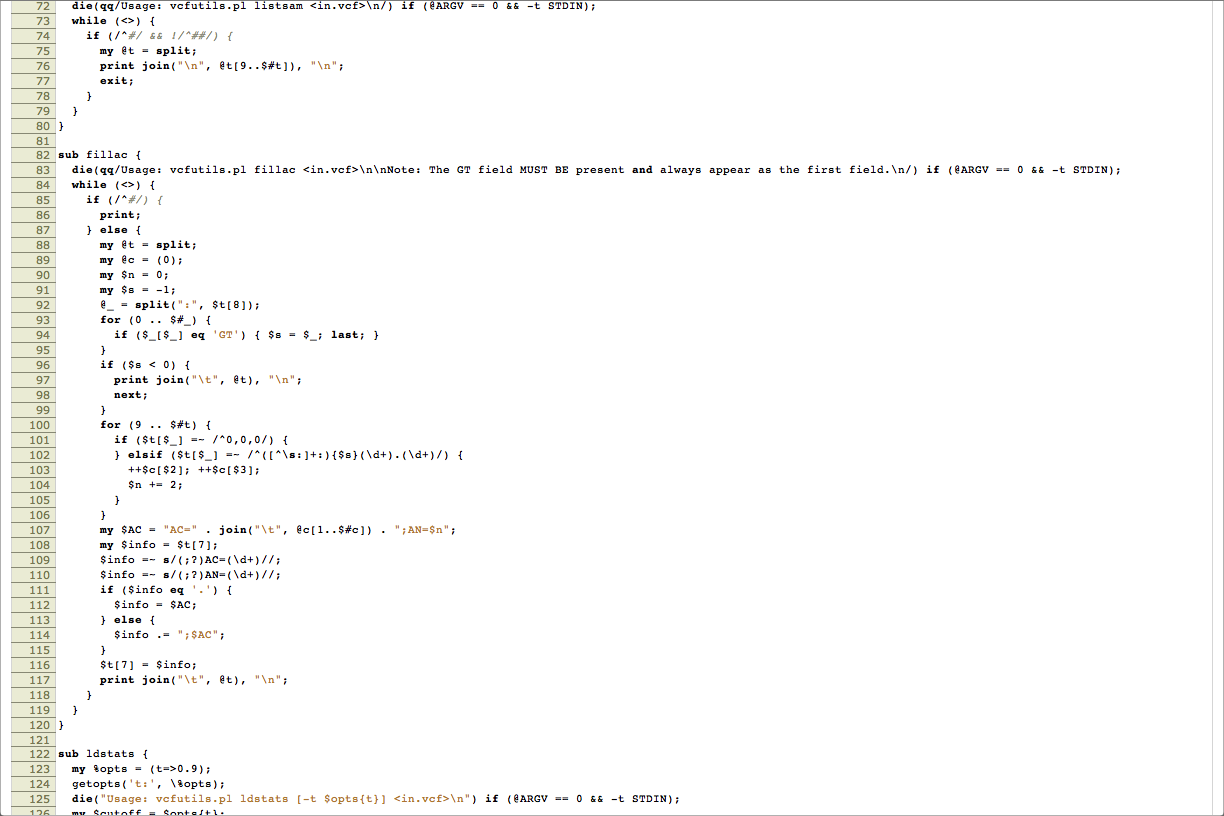 72 die(qq/Usage: vcfutils.pl listsam <in.vcf>\n/) if (@ARGV == 0 && -t STDIN);
73 while (<>) {
74 if (/^#/ && !/^##/) {
75 my @t = split;
76 print join("\n", @t[9..$#t]), "\n";
77 exit;
78 }
79 }
80 }
81
82 sub fillac {
83 die(qq/Usage: vcfutils.pl fillac <in.vcf>\n\nNote: The GT field MUST BE present and always appear as the first field.\n/) if (@ARGV == 0 && -t STDIN);
84 while (<>) {
85 if (/^#/) {
86 print;
87 } else {
88 my @t = split;
89 my @c = (0);
90 my $n = 0;
91 my $s = -1;
92 @_ = split(":", $t[8]);
93 for (0 .. $#_) {
94 if ($_[$_] eq 'GT') { $s = $_; last; }
95 }
96 if ($s < 0) {
97 print join("\t", @t), "\n";
98 next;
99 }
100 for (9 .. $#t) {
101 if ($t[$_] =~ /^0,0,0/) {
102 } elsif ($t[$_] =~ /^([^\s:]+:){$s}(\d+).(\d+)/) {
103 ++$c[$2]; ++$c[$3];
104 $n += 2;
105 }
106 }
107 my $AC = "AC=" . join("\t", @c[1..$#c]) . ";AN=$n";
108 my $info = $t[7];
109 $info =~ s/(;?)AC=(\d+)//;
110 $info =~ s/(;?)AN=(\d+)//;
111 if ($info eq '.') {
112 $info = $AC;
113 } else {
114 $info .= ";$AC";
115 }
116 $t[7] = $info;
117 print join("\t", @t), "\n";
118 }
119 }
120 }
121
122 sub ldstats {
123 my %opts = (t=>0.9);
124 getopts('t:', \%opts);
125 die("Usage: vcfutils.pl ldstats [-t $opts{t}] <in.vcf>\n") if (@ARGV == 0 && -t STDIN);
126 my $cutoff = $opts{t};